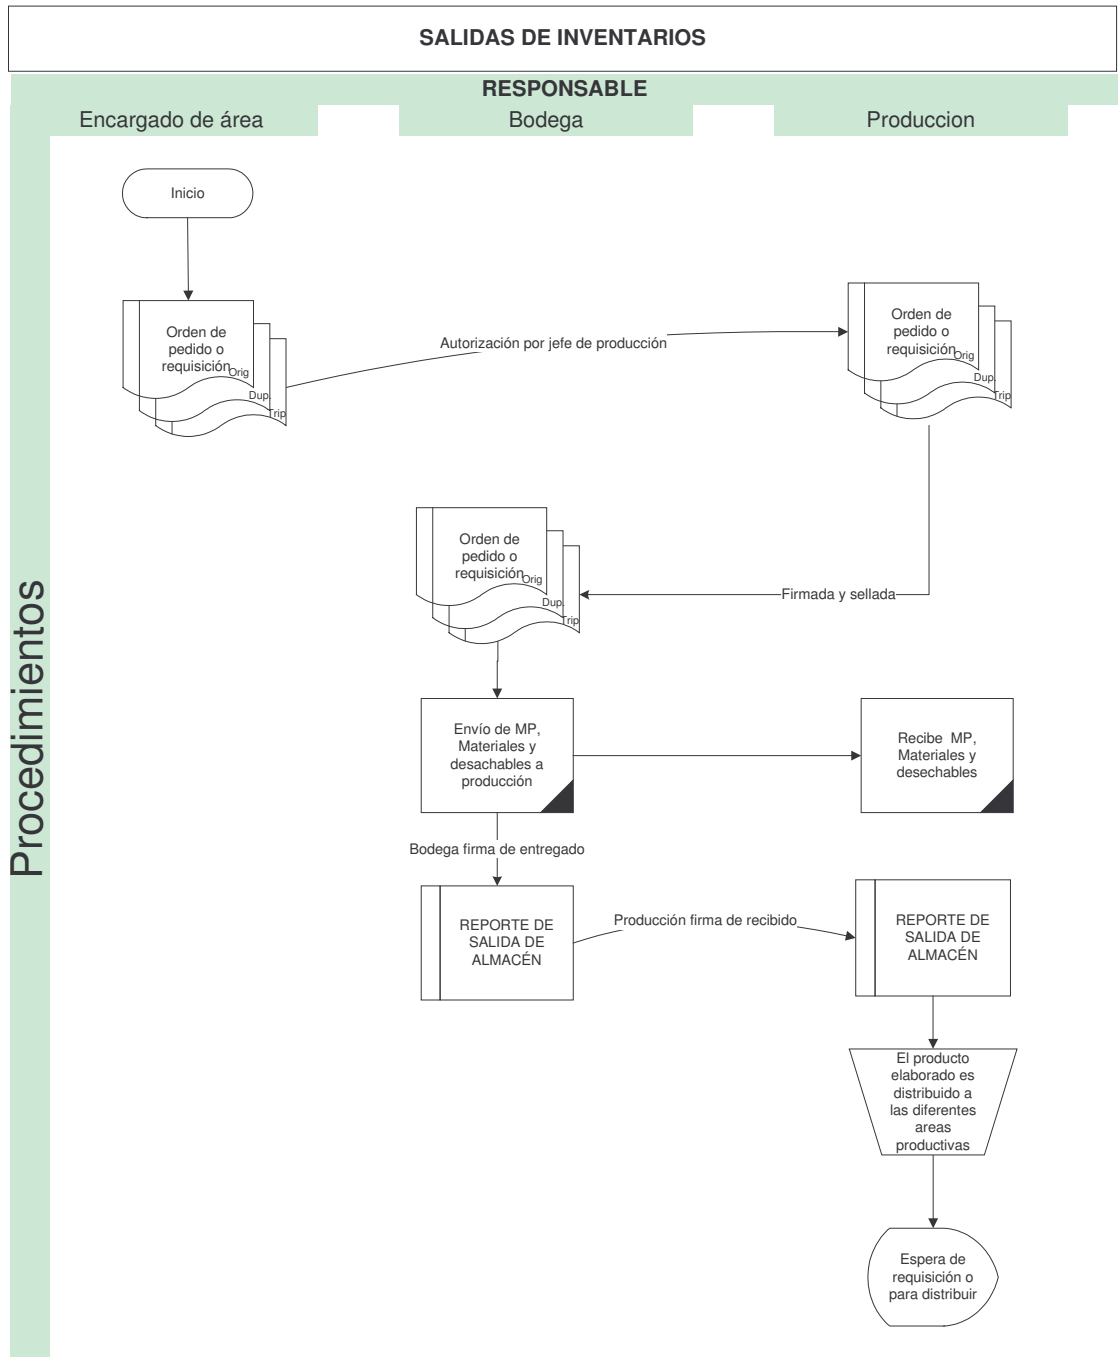 SALIDAS DE INVENTARIOS
RESPONSABLE
Encargado de área
Bodega
Produccion
Procedimientos
Inicio
Orden de
pedido o
requisición
Orig
Dup.
Trip
Autorización por jefe de producción
Orden de
pedido o
requisición
Orig
Dup.
Trip
Orden de
pedido o
requisición
Orig
Dup.
Trip
Firmada y sellada
Envío de MP,
Materiales y
desachables a
producción
Recibe MP,
Materiales y
desechables
Bodega firma de entregado
REPORTE DE
SALIDA DE
ALMACÉN
Producción firma de recibido
REPORTE DE
SALIDA DE
ALMACÉN
El producto
elaborado es
distribuido a
las diferentes
areas
productivas
Espera de
requisición o
para distribuir